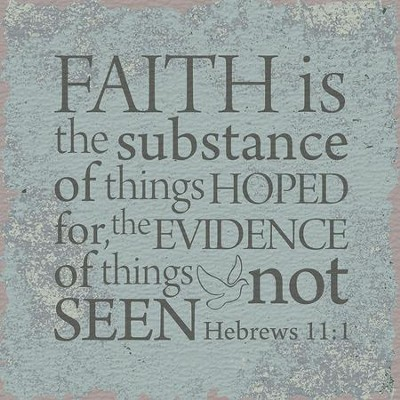 FAITH is
the substance
of things HOPED
for, the EVIDENCE
of things not
SEEN Hebrews 11:1